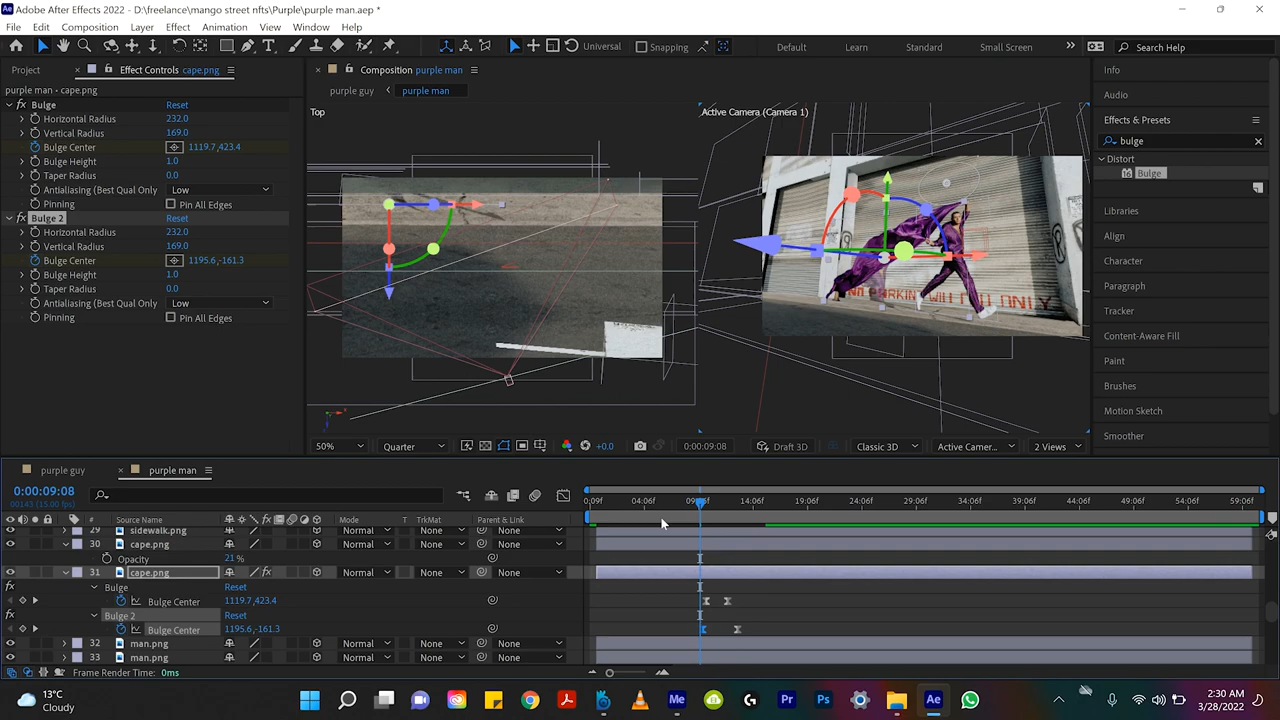 Adobe After Effects 2022 - D:\freelance\mango street nfts\Purple\purple man.aep *
File Edit Composition Layer Effect Animation View Window Help
Universal Snapping Default Learn Standard Small Screen Search Help
Project Effect Controls cape.png Composition purple man Info
purple man • cape.png purple guy purple man Audio
Bulge Reset Top Active Camera (Camera 1) Effects & Presets
Horizontal Radius 232.0
Vertical Radius 169.0 bulge
Bulge Center 1119.7,423.4 Distort
Bulge Height 1.0 Bulge
Taper Radius 0.0
Antialiasing (Best Qual Only Low
Pinning Pin All Edges Libraries
Bulge 2 Reset
Horizontal Radius 232.0 Align
Vertical Radius 169.0
Bulge Center 1195.6,-161.3 Character
Bulge Height 1.0 Paragraph
Taper Radius 0.0
Antialiasing (Best Qual Only Low Tracker
Pinning Pin All Edges
Content-Aware Fill
Paint
Brushes
Motion Sketch
Smoother
50% Quarter +0.0 0:00:09:08 Draft 3D Classic 3D Active Camer... 2 Views
purple guy purple man
0:00:09:08
00143 (15.00 fps)
0:09f 04:06f 14:06f 19:06f 24:06f 29:06f 34:06f 39:06f 44:06f 49:06f 54:06f 59:06f
# Source Name Mode T TrkMat Parent & Link
29 sidewalk.png Normal None None
30 cape.png Normal None None
Opacity 21 %
31 cape.png Normal None None
Bulge Reset
Bulge Center 1119.7,423.4
Bulge 2 Reset
Bulge Center 1195.6,-161.3
32 man.png Normal None None
33 man.png Normal None None
Frame Render Time: 0ms
13°C
Cloudy
2:30 AM
3/28/2022